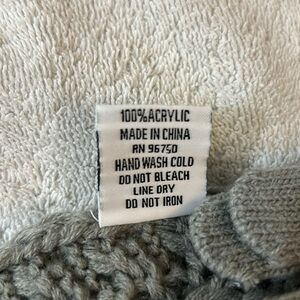 100%ACRYLIC
MADE IN CHINA
RN 96750
HAND WASH COLD
DO NOT BLEACH
LINE DRY
DO NOT IRON